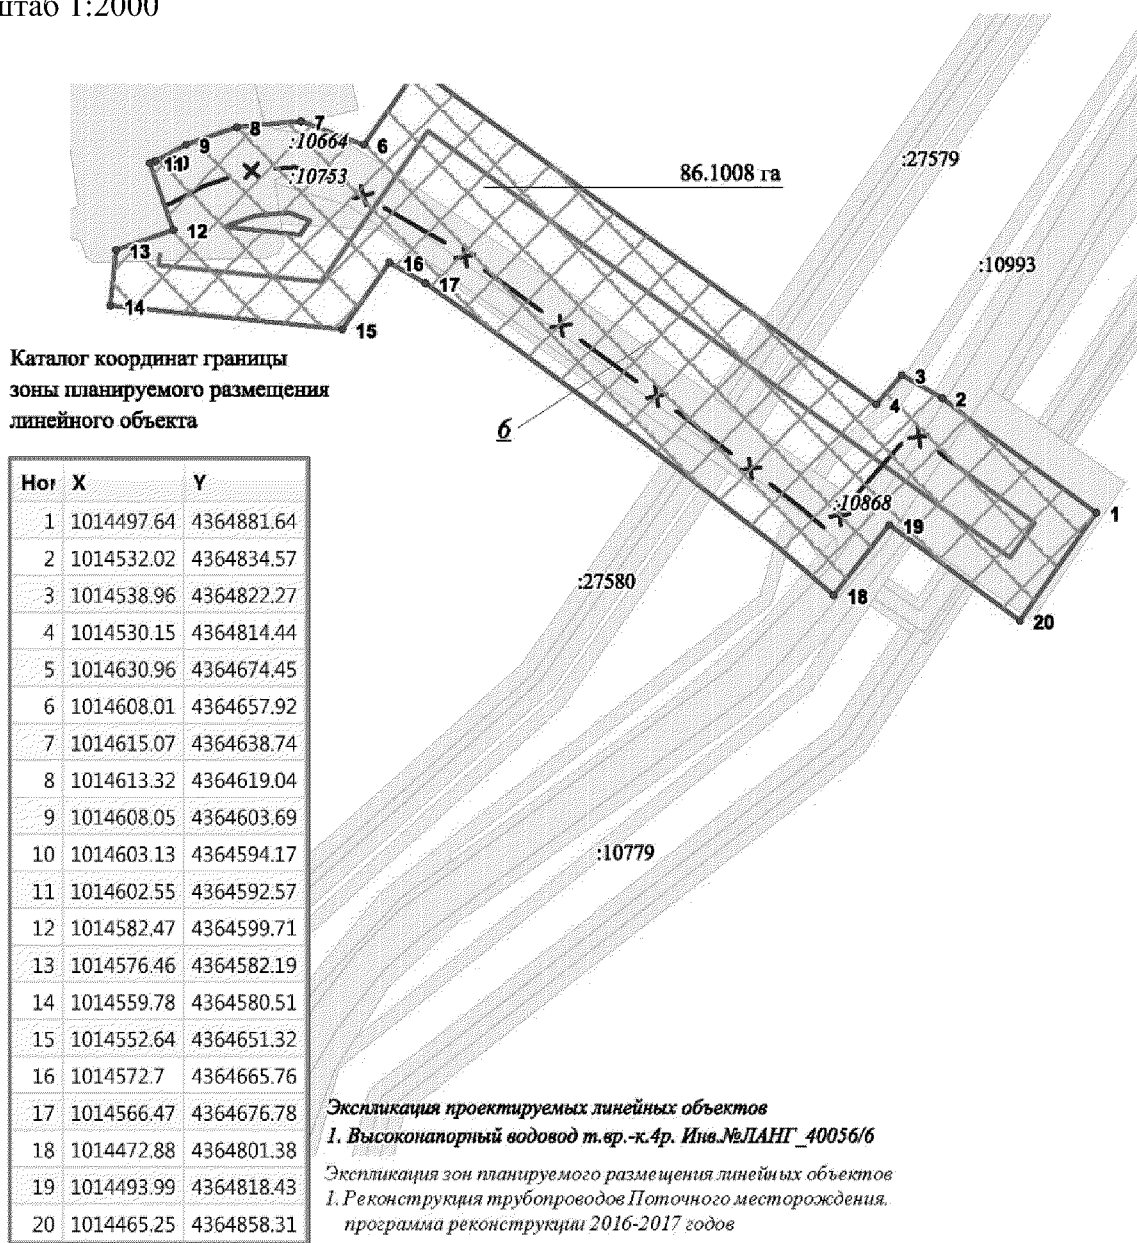 штаб 1:2000
8
7
9
:10664
6
11
10
:10753
86.1008 га
:27579
12
13
16
:10993
17
14
15
Каталог координат границы
зоны планируемого размещения
линейного объекта
3
2
4
6
:10868
19
1
:27580
18
20
Ног X Y
1 1014497.64 4364881.64
2 1014532.02 4364834.57
3 1014538.96 4364822.27
4 1014530.15 4364814.44
5 1014630.96 4364674.45
6 1014608.01 4364657.92
7 1014615.07 4364638.74
8 1014613.32 4364619.04
9 1014608.05 4364603.69
10 1014603.13 4364594.17
11 1014602.55 4364592.57
12 1014582.47 4364599.71
13 1014576.46 4364582.19
14 1014559.78 4364580.51
15 1014552.64 4364651.32
16 1014572.7 4364665.76
17 1014566.47 4364676.78
18 1014472.88 4364801.38
19 1014493.99 4364818.43
20 1014465.25 4364858.31
:10779
Экспликация проектируемых линейных объектов
1. Высоконапорный водовод т.вр.-к.4р. Инв.№ЛАНГ_40056/6
Экспликация зон планируемого размещения линейных объектов
1. Реконструкция трубопроводов Поточного месторождения.
программа реконструкции 2016-2017 годов